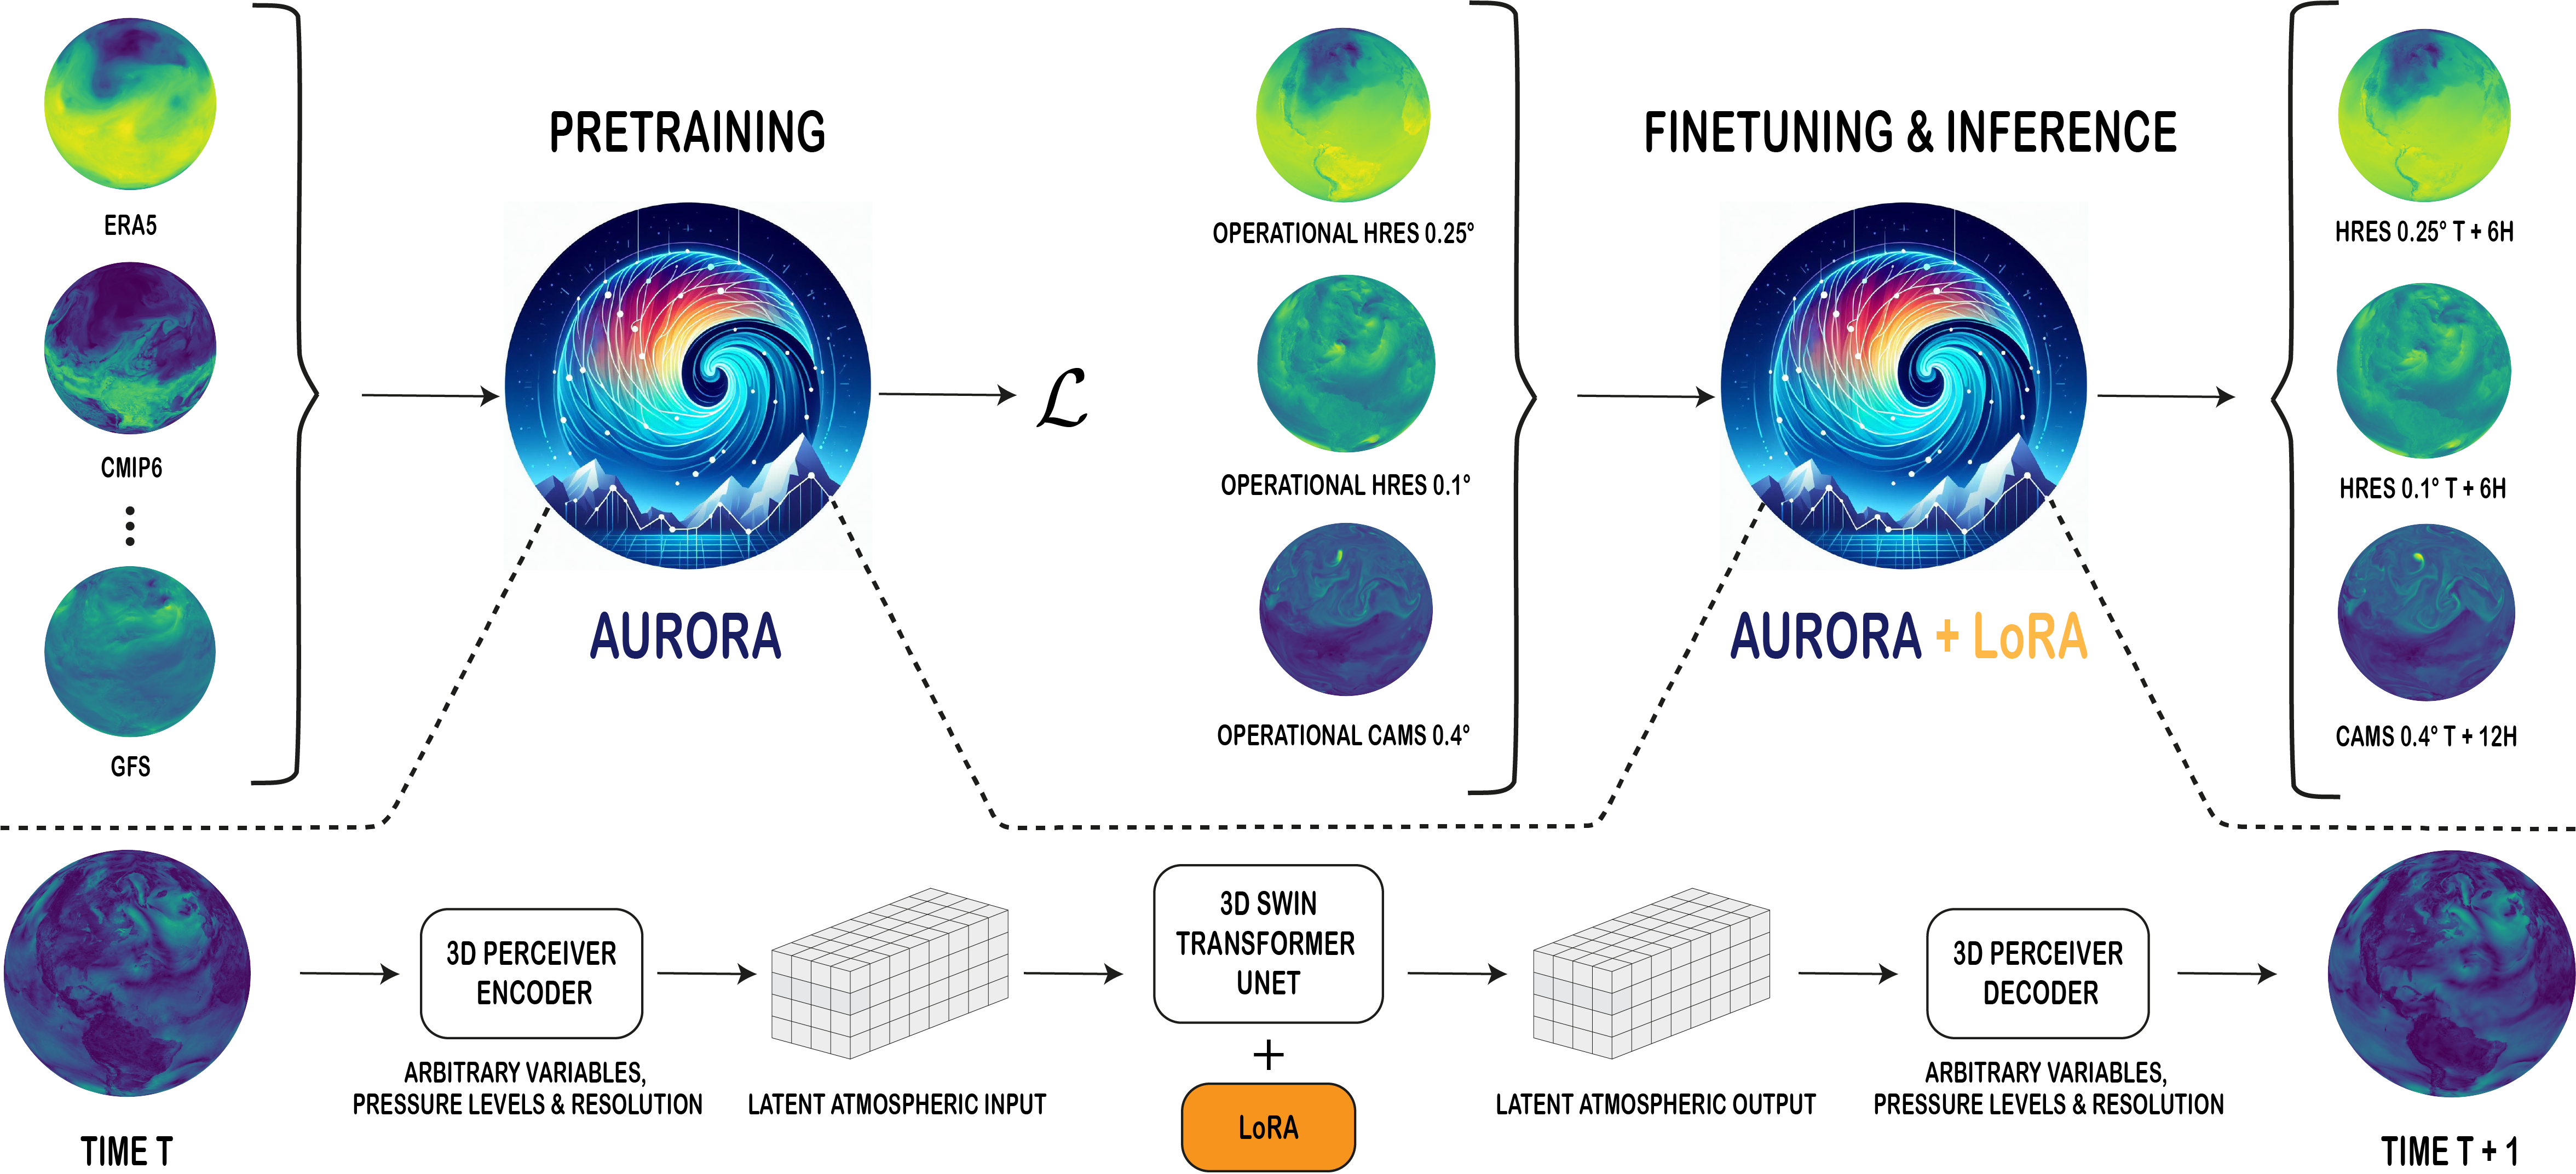 PRETRAINING
FINETUNING & INFERENCE
ERA5
CMIP6
GFS
AURORA
ℒ
OPERATIONAL HRES 0.25°
OPERATIONAL HRES 0.1°
OPERATIONAL CAMS 0.4°
AURORA + LoRA
HRES 0.25° T + 6H
HRES 0.1° T + 6H
CAMS 0.4° T + 12H
TIME T
3D PERCEIVER
ENCODER
ARBITRARY VARIABLES,
PRESSURE LEVELS & RESOLUTION
LATENT ATMOSPHERIC INPUT
3D SWIN
TRANSFORMER
UNET
+
LoRA
LATENT ATMOSPHERIC OUTPUT
3D PERCEIVER
DECODER
ARBITRARY VARIABLES,
PRESSURE LEVELS & RESOLUTION
TIME T + 1